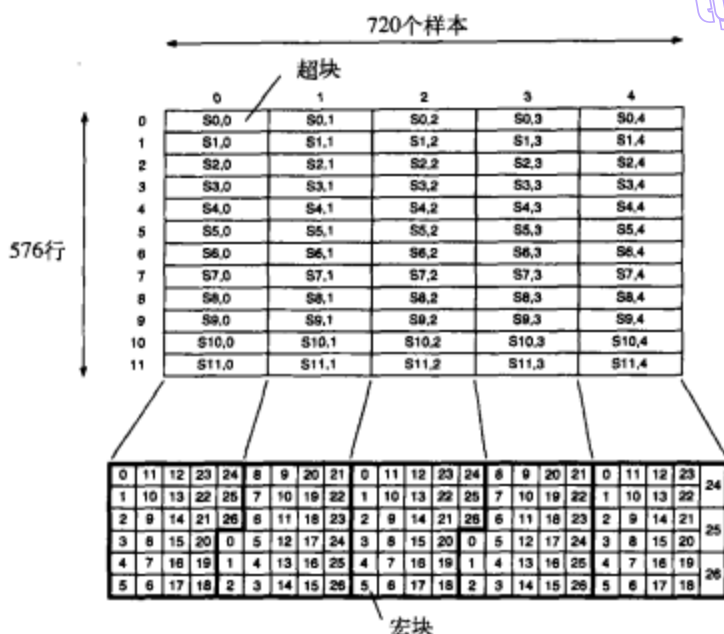 720个样本
超块
0 1 2 3 4
0 S0,0 S0,1 S0,2 S0,3 S0,4
1 S1,0 S1,1 S1,2 S1,3 S1,4
2 S2,0 S2,1 S2,2 S2,3 S2,4
3 S3,0 S3,1 S3,2 S3,3 S3,4
4 S4,0 S4,1 S4,2 S4,3 S4,4
5 S5,0 S5,1 S5,2 S5,3 S5,4
576行
6 S6,0 S6,1 S6,2 S6,3 S6,4
7 S7,0 S7,1 S7,2 S7,3 S7,4
8 S8,0 S8,1 S8,2 S8,3 S8,4
9 S9,0 S9,1 S9,2 S9,3 S9,4
10 S10,0 S10,1 S10,2 S10,3 S10,4
11 S11,0 S11,1 S11,2 S11,3 S11,4
0 11 12 23 24 8 9 20 21 0 11 12 23 24 8 9 20 21 0 11 12 23 24
1 10 13 22 25 7 10 19 22 1 10 13 22 25 7 10 19 22 1 10 13 22
2 9 14 21 26 6 11 18 23 2 9 14 21 26 6 11 18 23 2 9 14 21 25
3 8 15 20 0 5 12 17 24 3 8 15 20 0 5 12 17 24 3 8 15 20
4 7 16 19 1 4 13 16 25 4 7 16 19 1 4 13 16 25 4 7 16 19 26
5 6 17 18 2 3 14 15 26 5 6 17 18 2 3 14 15 26 5 6 17 18
宏块